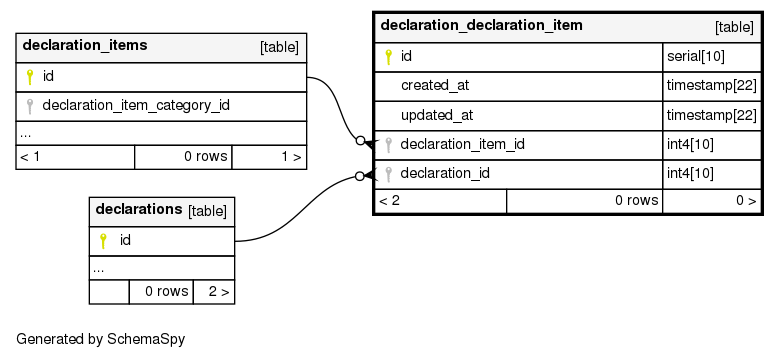 declaration_items [table]
id
declaration_item_category_id
...
< 1 0 rows 1 >
declarations [table]
id
...
0 rows 2 >
declaration_declaration_item [table]
id serial[10]
created_at timestamp[22]
updated_at timestamp[22]
declaration_item_id int4[10]
declaration_id int4[10]
< 2 0 rows 0 >
Generated by SchemaSpy